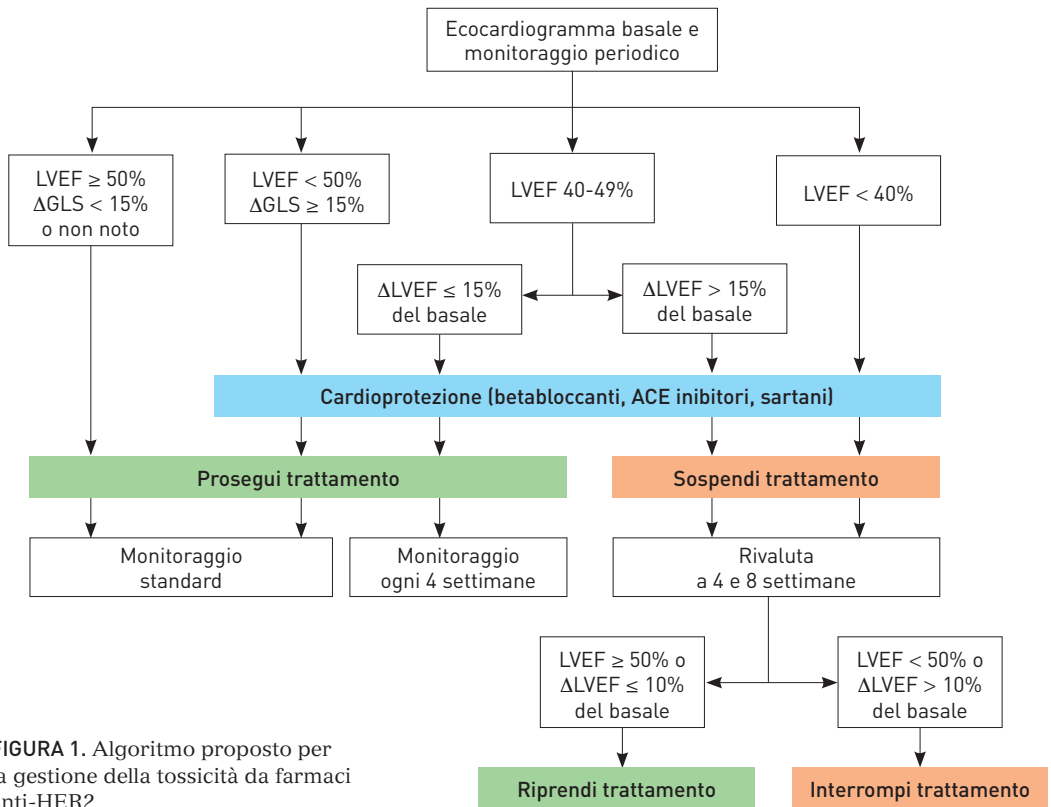 Ecocardiogramma basale e
monitoraggio periodico
LVEF ≥ 50%
ΔGLS < 15%
o non noto
LVEF < 50%
ΔGLS ≥ 15%
LVEF 40-49%
LVEF < 40%
ΔLVEF ≤ 15%
del basale
ΔLVEF > 15%
del basale
Cardioprotezione (betabloccanti, ACE inibitori, sartani)
Prosegui trattamento
Sospendi trattamento
Monitoraggio
standard
Monitoraggio
ogni 4 settimane
Rivaluta
a 4 e 8 settimane
LVEF ≥ 50% o
ΔLVEF ≤ 10%
del basale
LVEF < 50% o
ΔLVEF > 10%
del basale
Riprendi trattamento
Interrompi trattamento
FIGURA 1. Algoritmo proposto per
la gestione della tossicità da farmaci
anti-HER2